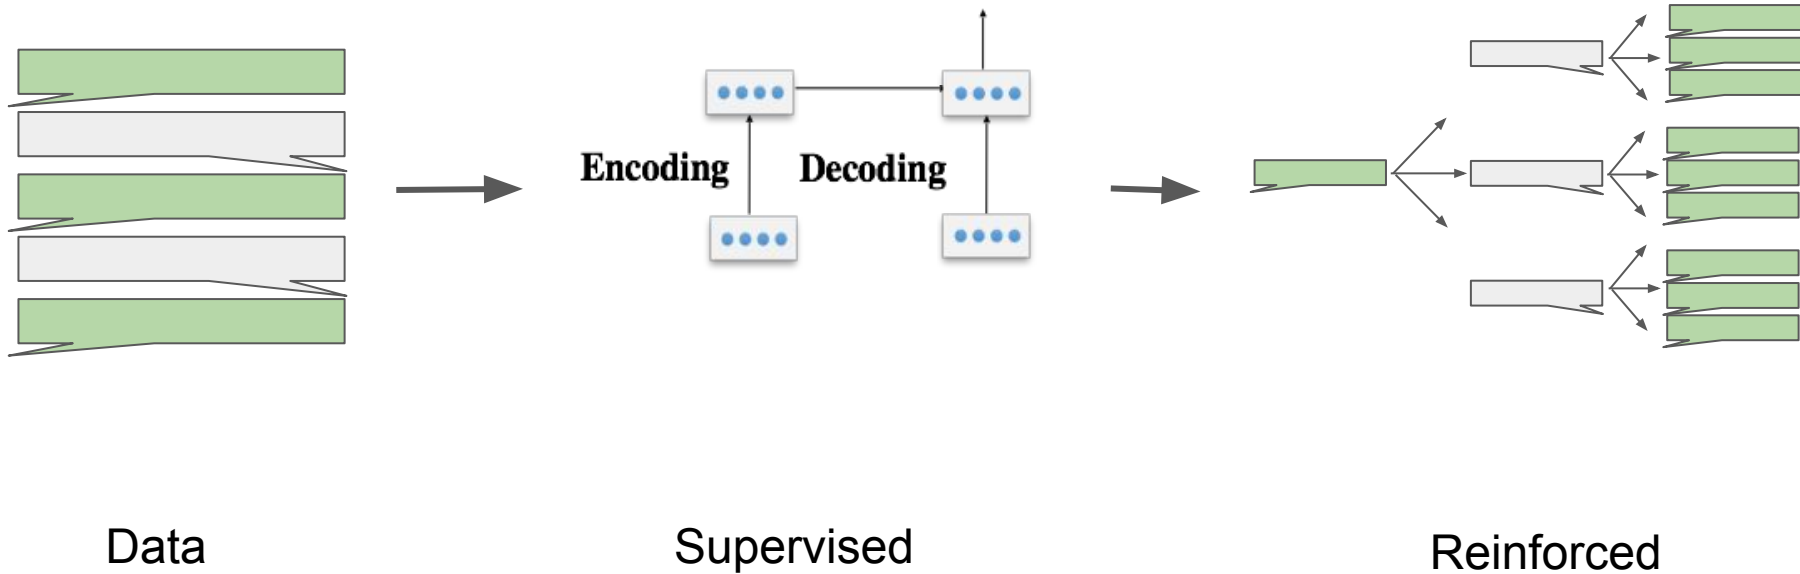 Encoding
Decoding
Data
Supervised
Reinforced